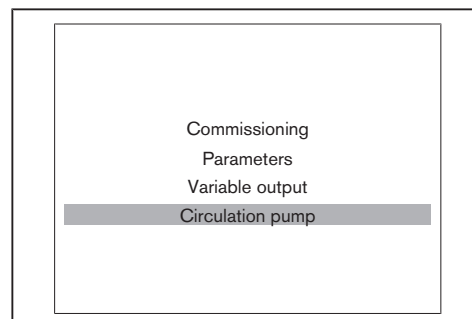 Commissioning
Parameters
Variable output
Circulation pump